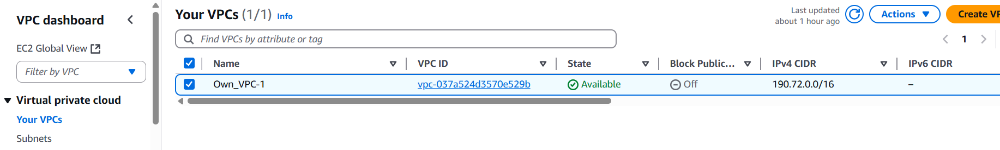 VPC dashboard
EC2 Global View
Filter by VPC
Virtual private cloud
Your VPCs
Subnets
Your VPCs (1/1) Info
Last updated
about 1 hour ago
Actions
Create VP
Find VPCs by attribute or tag
1
Name VPC ID State Block Public... IPv4 CIDR IPv6 CIDR
Own_VPC-1 vpc-037a524d3570e529b Available Off 190.72.0.0/16 –